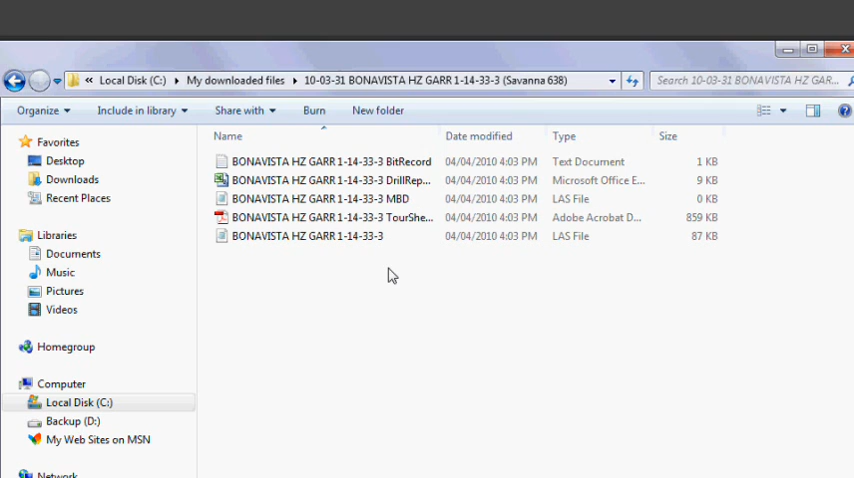 « Local Disk (C:) My downloaded files 10-03-31 BONAVISTA HZ GARR 1-14-33-3 (Savanna 638) Search 10-03-31 BONAVISTA HZ GAR...
Organize Include in library Share with Burn New folder
Favorites
Desktop
Downloads
Recent Places
Libraries
Documents
Music
Pictures
Videos
Homegroup
Computer
Local Disk (C:)
Backup (D:)
My Web Sites on MSN
Network
Name Date modified Type Size
BONAVISTA HZ GARR 1-14-33-3 BitRecord 04/04/2010 4:03 PM Text Document 1 KB
BONAVISTA HZ GARR 1-14-33-3 DrillRep... 04/04/2010 4:03 PM Microsoft Office E... 9 KB
BONAVISTA HZ GARR 1-14-33-3 MBD 04/04/2010 4:03 PM LAS File 0 KB
BONAVISTA HZ GARR 1-14-33-3 TourShe... 04/04/2010 4:03 PM Adobe Acrobat D... 859 KB
BONAVISTA HZ GARR 1-14-33-3 04/04/2010 4:03 PM LAS File 87 KB